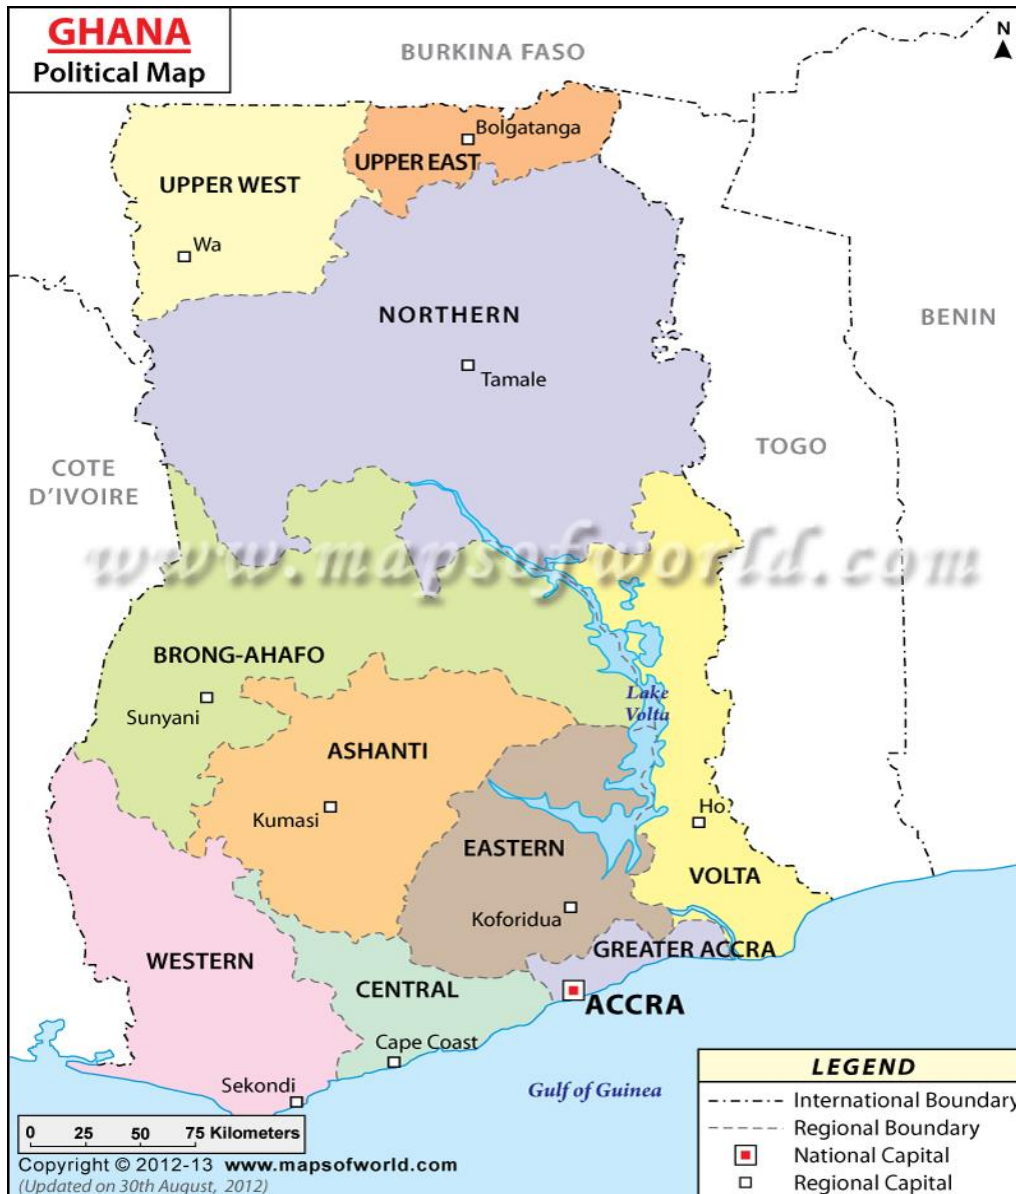 GHANA
Political Map
BURKINA FASO
N
Bolgatanga
UPPER EAST
UPPER WEST
Wa
NORTHERN
BENIN
Tamale
TOGO
COTE
D'IVOIRE
www.mapsofworld.com
BRONG-AHAFO
Sunyani
Lake
Volta
ASHANTI
Kumasi
Ho
EASTERN
VOLTA
Koforidua
GREATER ACCRA
WESTERN
CENTRAL
ACCRA
Cape Coast
Sekondi
Gulf of Guinea
LEGEND
International Boundary
Regional Boundary
National Capital
Regional Capital
0 25 50 75 Kilometers
Copyright © 2012-13 www.mapsofworld.com
(Updated on 30th August, 2012)